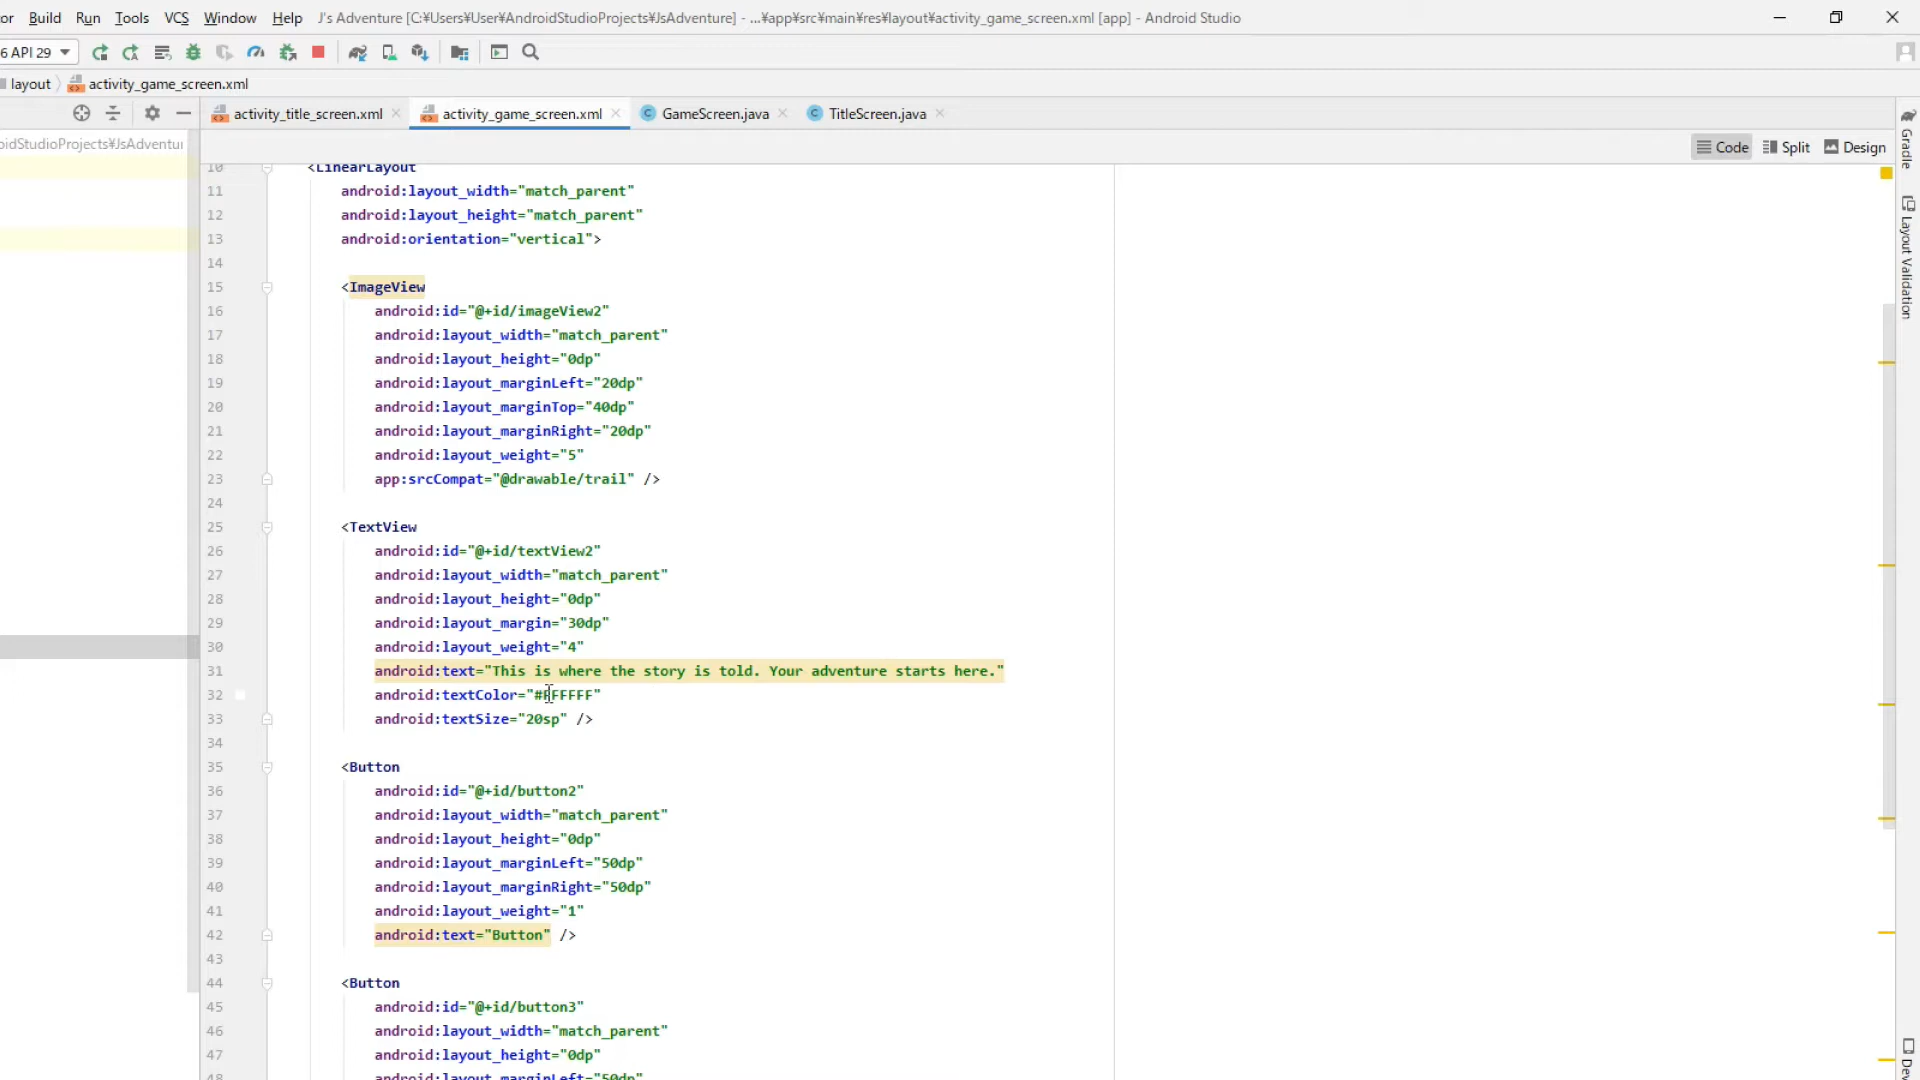 or Build Run Tools VCS Window Help J's Adventure [C:¥Users¥User¥AndroidStudioProjects¥JsAdventure] - ...¥app¥src¥main¥res¥layout¥activity_game_screen.xml [app] - Android Studio
6 API 29
layout activity_game_screen.xml
activity_title_screen.xml activity_game_screen.xml GameScreen.java TitleScreen.java
oidStudioProjects¥JsAdventur
Code Split Design
10 <LinearLayout
11 android:layout_width="match_parent"
12 android:layout_height="match_parent"
13 android:orientation="vertical">
14
15 <ImageView
16 android:id="@+id/imageView2"
17 android:layout_width="match_parent"
18 android:layout_height="0dp"
19 android:layout_marginLeft="20dp"
20 android:layout_marginTop="40dp"
21 android:layout_marginRight="20dp"
22 android:layout_weight="5"
23 app:srcCompat="@drawable/trail" />
24
25 <TextView
26 android:id="@+id/textView2"
27 android:layout_width="match_parent"
28 android:layout_height="0dp"
29 android:layout_margin="30dp"
30 android:layout_weight="4"
31 android:text="This is where the story is told. Your adventure starts here."
32 android:textColor="#FFFFFF"
33 android:textSize="20sp" />
34
35 <Button
36 android:id="@+id/button2"
37 android:layout_width="match_parent"
38 android:layout_height="0dp"
39 android:layout_marginLeft="50dp"
40 android:layout_marginRight="50dp"
41 android:layout_weight="1"
42 android:text="Button" />
43
44 <Button
45 android:id="@+id/button3"
46 android:layout_width="match_parent"
47 android:layout_height="0dp"
48 android:layout_marginLeft="50dp"
Gradle
Layout Validation
Dev